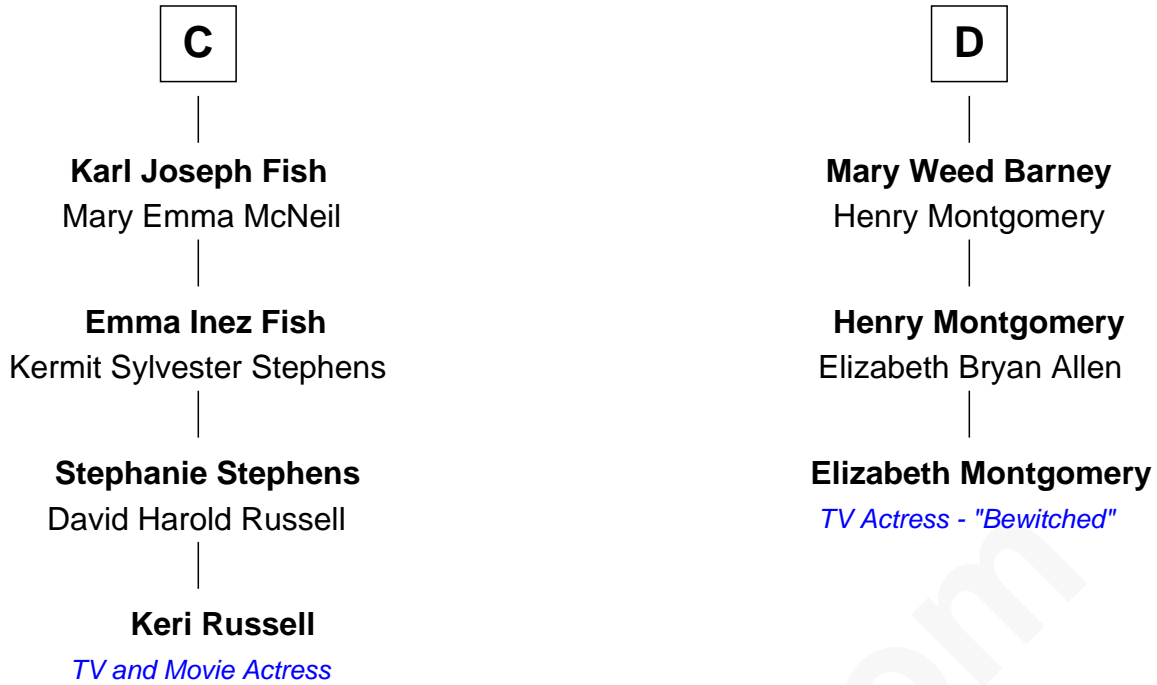 C
Karl Joseph Fish
Mary Emma McNeil
Emma Inez Fish
Kermit Sylvester Stephens
Stephanie Stephens
David Harold Russell
Keri Russell
TV and Movie Actress
D
Mary Weed Barney
Henry Montgomery
Henry Montgomery
Elizabeth Bryan Allen
Elizabeth Montgomery
TV Actress - "Bewitched"
om